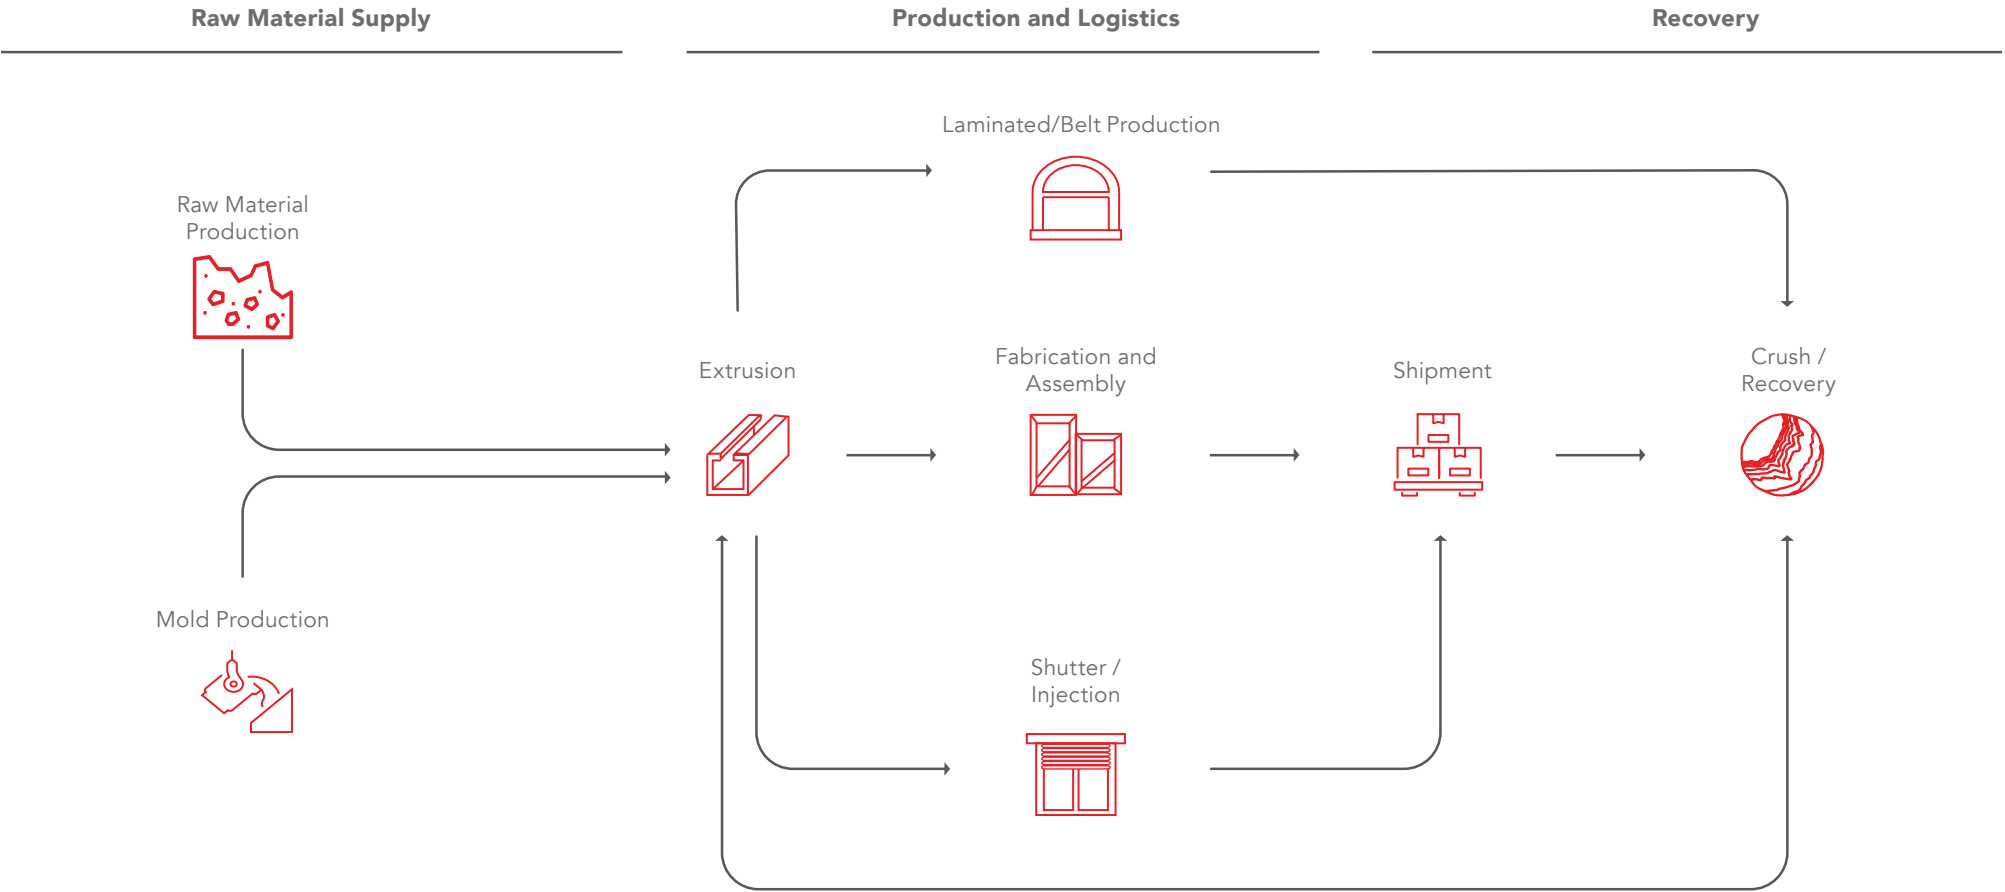 Raw Material Supply
Production and Logistics
Recovery
Laminated/Belt Production
Raw Material
Production
Extrusion
Fabrication and
Assembly
Shipment
Crush /
Recovery
Mold Production
Shutter /
Injection